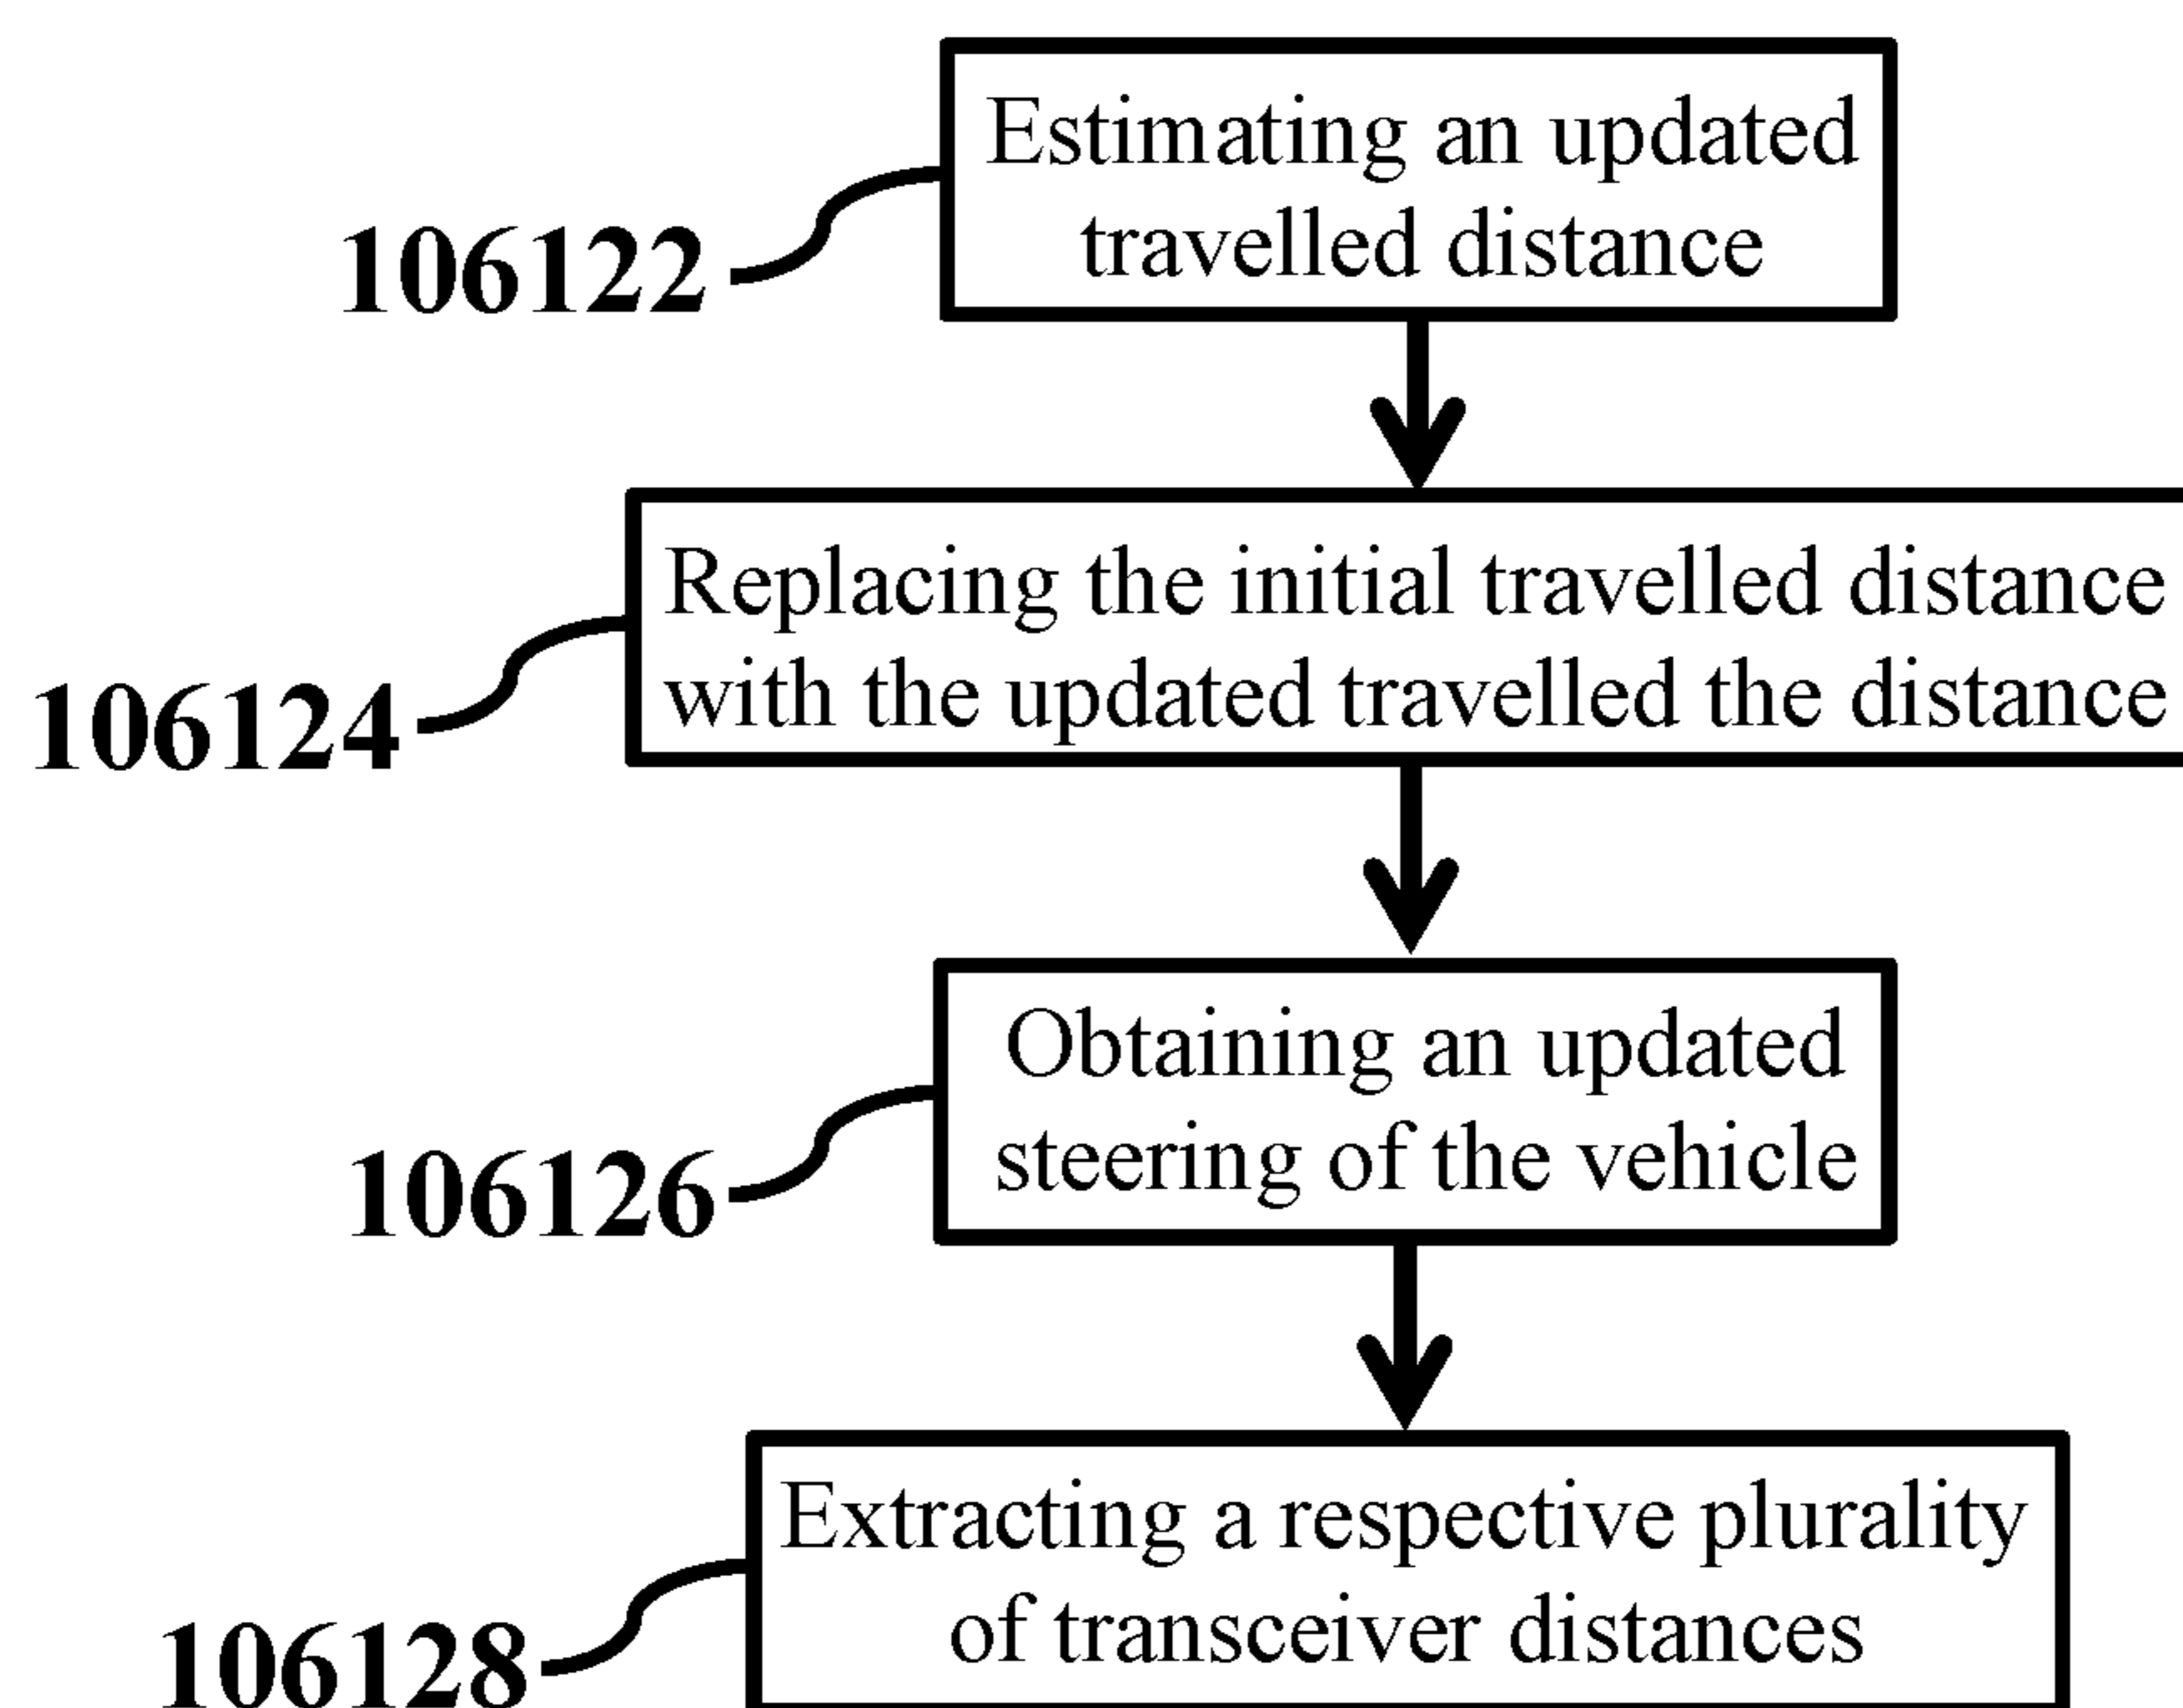 Estimating an updated
travelled distance
106122
Replacing the initial travelled distance
with the updated travelled the distance
106124
Obtaining an updated
steering of the vehicle
106126
Extracting a respective plurality
of transceiver distances
106128